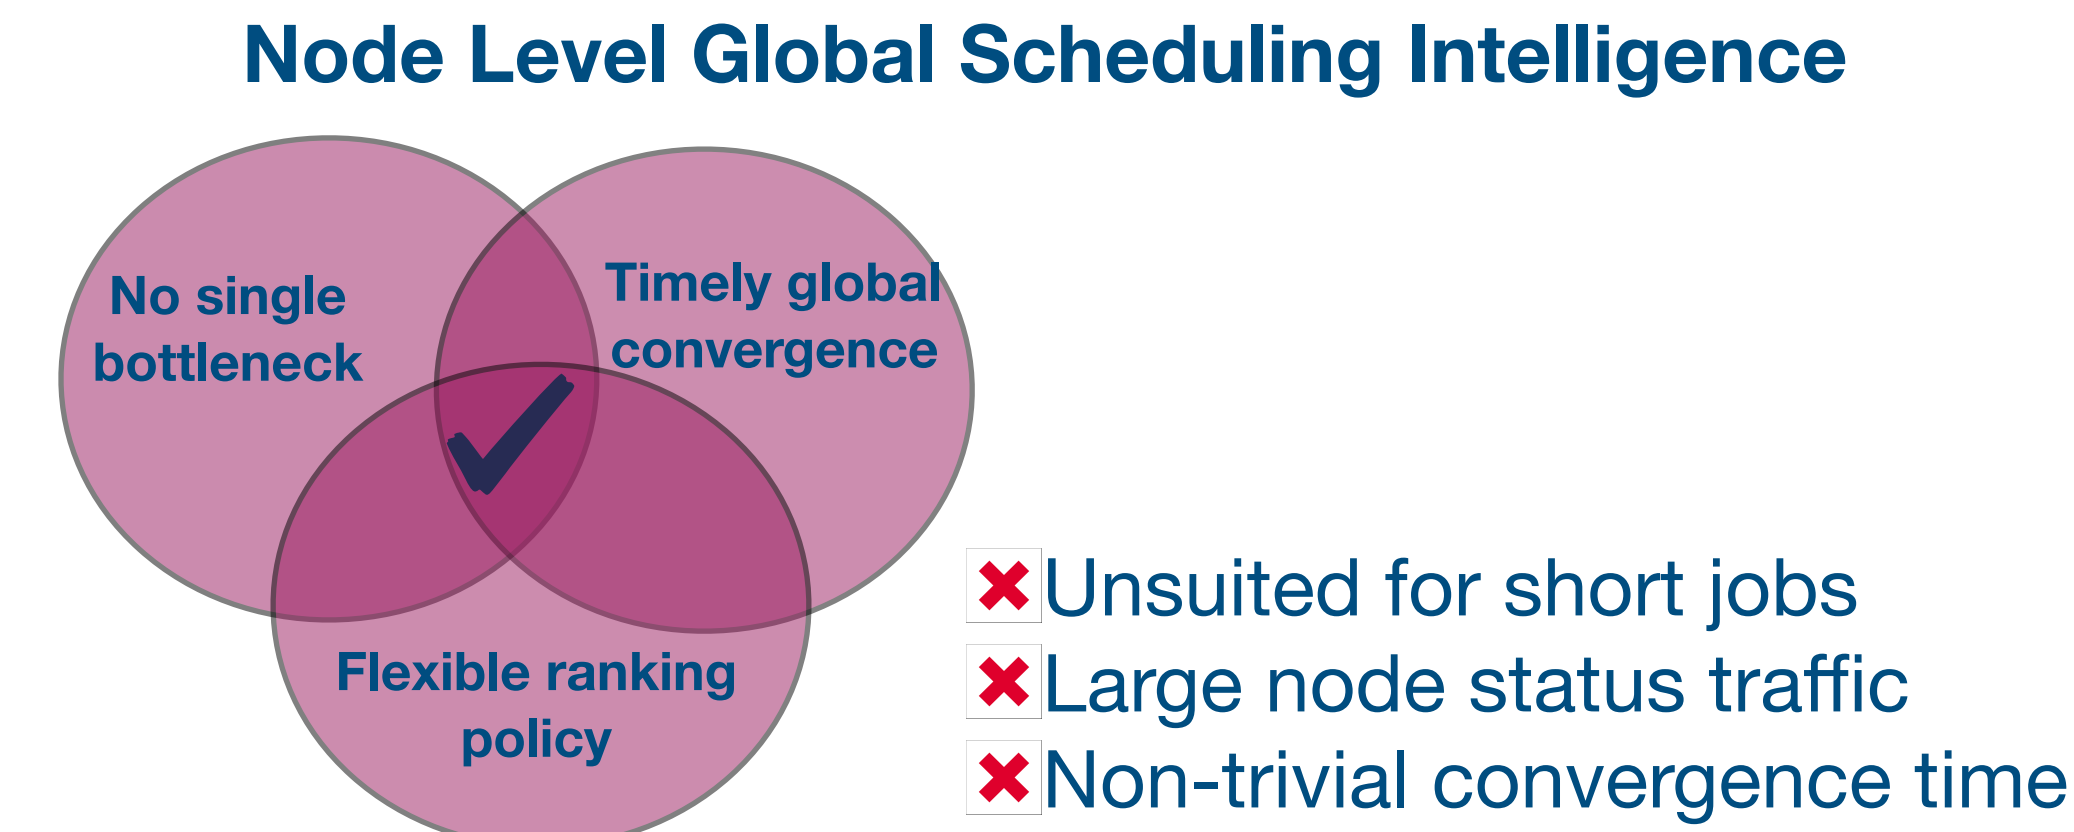 Node Level Global Scheduling Intelligence
No single
bottleneck
Timely global
convergence
Flexible ranking
policy
Unsuited for short jobs
Large node status traffic
Non-trivial convergence time